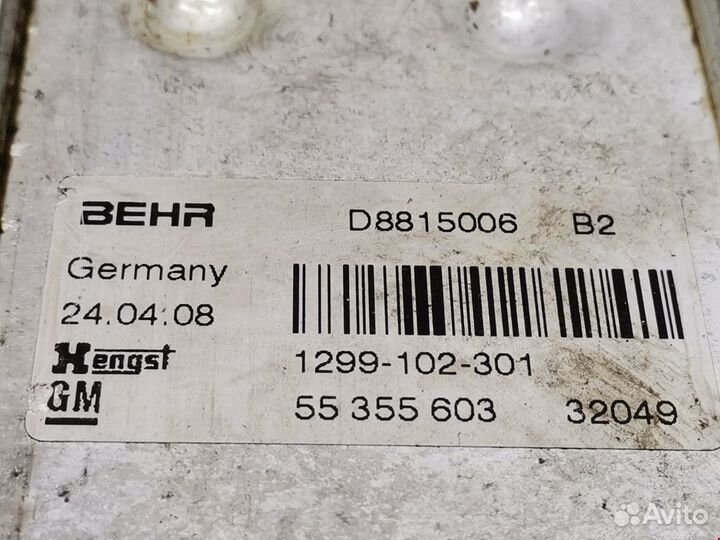 BEHR D8815006 B2
Germany
24.04.08
Hengst 1299-102-301
GM 55 355 603 32049
Avito